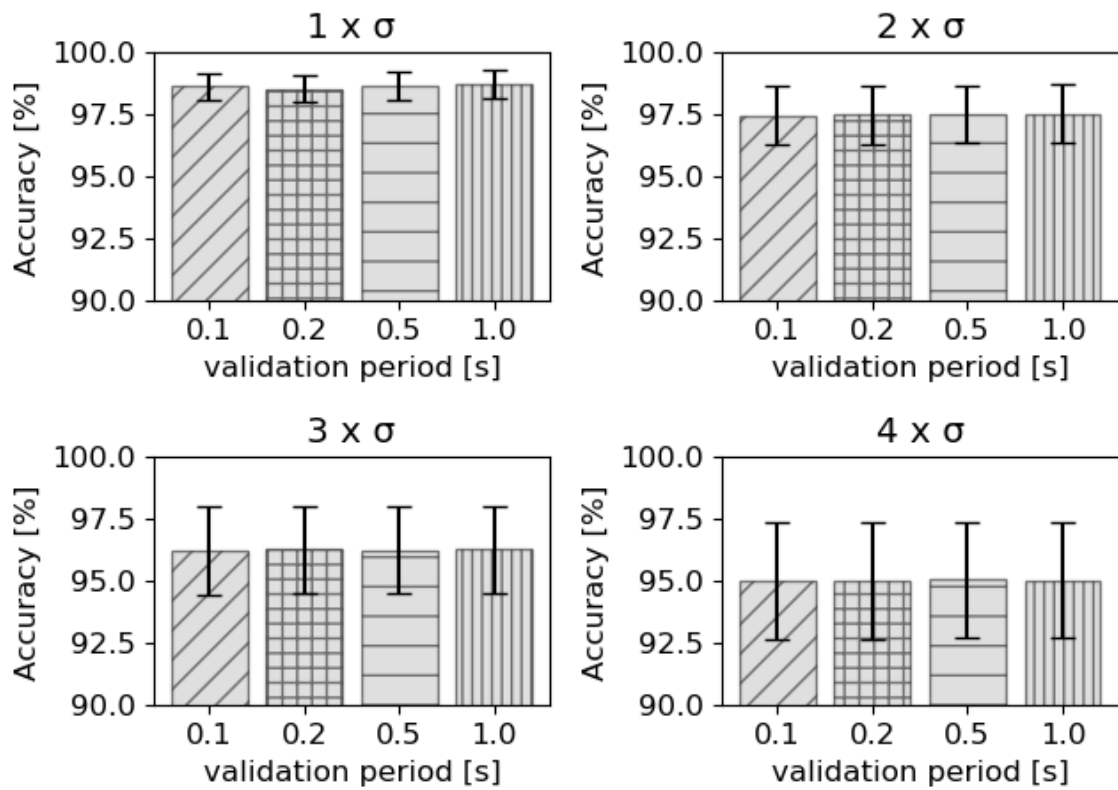 1 x σ
Accuracy [%]
100.0
97.5
95.0
92.5
90.0
0.1 0.2 0.5 1.0
validation period [s]
2 x σ
Accuracy [%]
100.0
97.5
95.0
92.5
90.0
0.1 0.2 0.5 1.0
validation period [s]
3 x σ
Accuracy [%]
100.0
97.5
95.0
92.5
90.0
0.1 0.2 0.5 1.0
validation period [s]
4 x σ
Accuracy [%]
100.0
97.5
95.0
92.5
90.0
0.1 0.2 0.5 1.0
validation period [s]